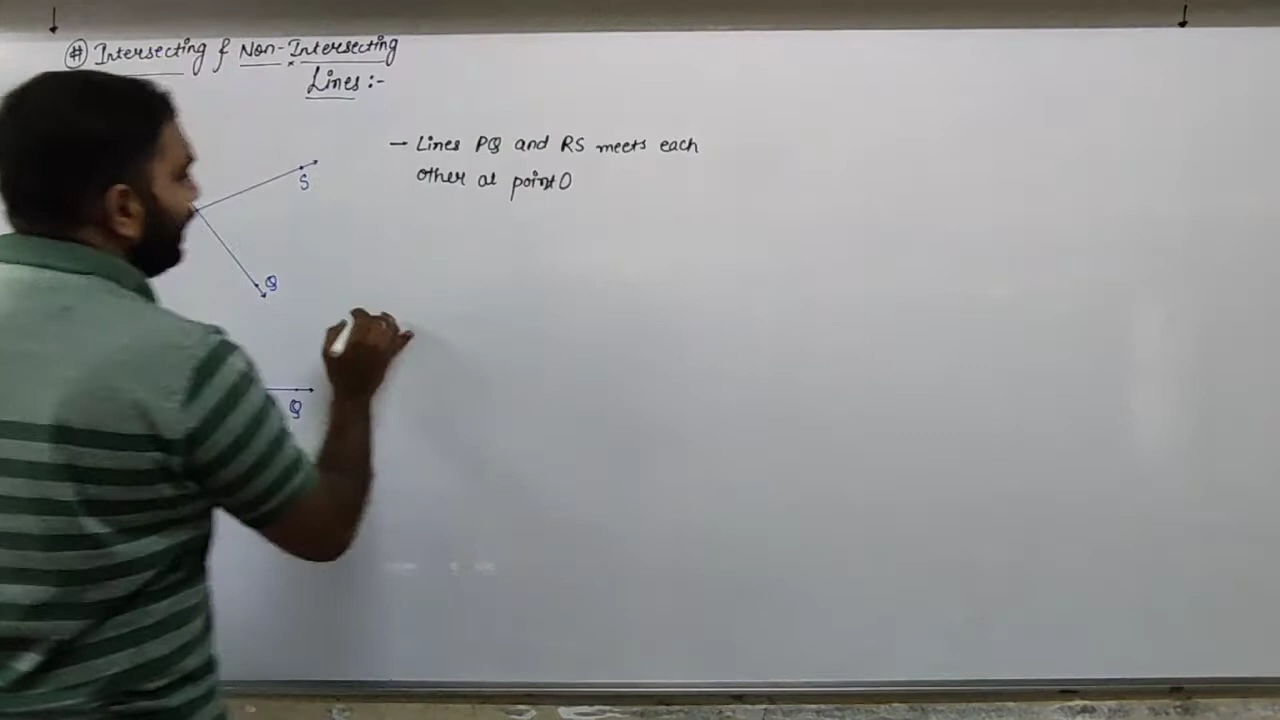 # Intersecting & Non-Intersecting
Lines :-
— Lines PQ and RS meets each
other at point O
S
Q
Q